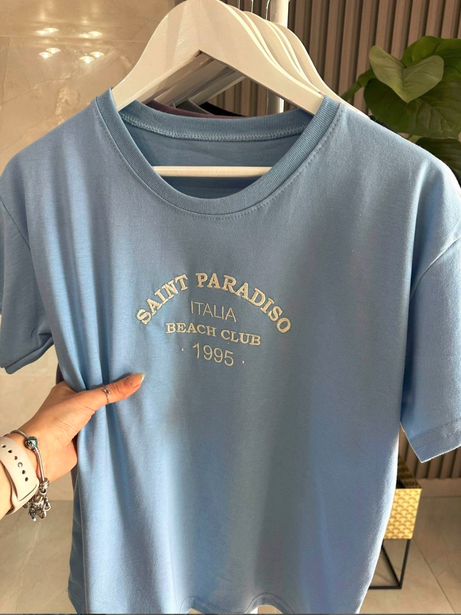 SAINT PARADISO
ITALIA
BEACH CLUB
· 1995 ·